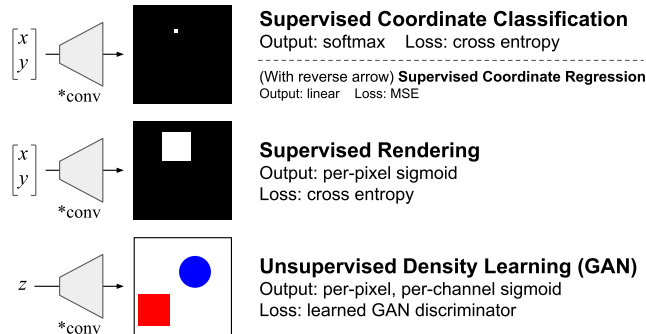 x
y
*conv
Supervised Coordinate Classification
Output: softmax Loss: cross entropy
(With reverse arrow) Supervised Coordinate Regression
Output: linear Loss: MSE
x
y
*conv
Supervised Rendering
Output: per-pixel sigmoid
Loss: cross entropy
z
*conv
Unsupervised Density Learning (GAN)
Output: per-pixel, per-channel sigmoid
Loss: learned GAN discriminator